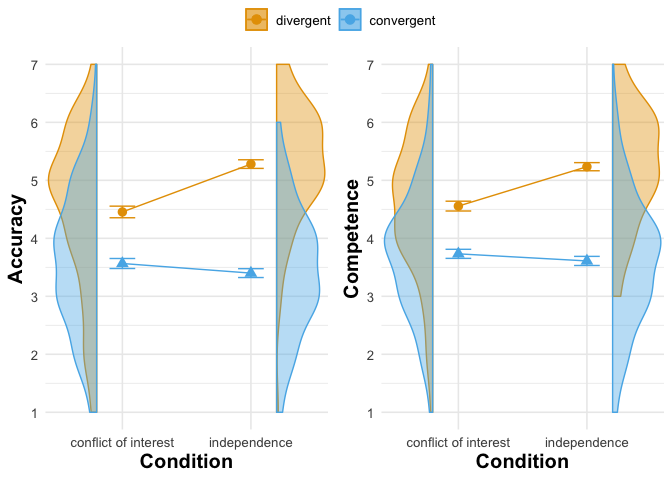 divergent convergent
Accuracy
7
6
5
4
3
2
1
conflict of interest independence
Condition
Competence
7
6
5
4
3
2
1
conflict of interest independence
Condition